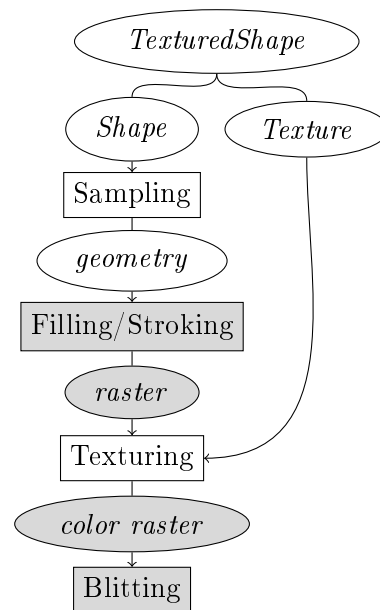 TexturedShape
Shape
Texture
Sampling
geometry
Filling/Stroking
raster
Texturing
color raster
Blitting